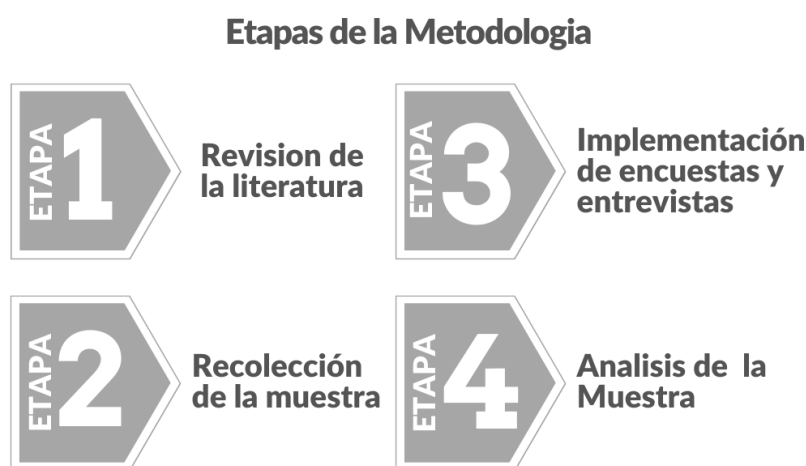 Etapas de la Metodologia
ETAPA 1
Revision de
la literatura
ETAPA 2
Recolección
de la muestra
ETAPA 3
Implementación
de encuestas y
entrevistas
ETAPA 4
Analisis de la
Muestra